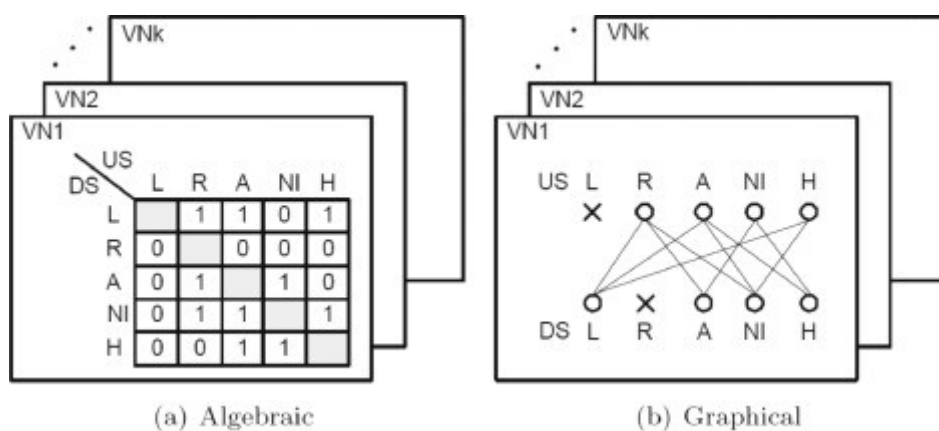 VNk
VN2
VN1
US
DS L R A NI H
L 1 1 0 1
R 0 0 0 0
A 0 1 1 0
NI 0 1 1 1
H 0 0 1 1
(a) Algebraic
VNk
VN2
VN1
US L R A NI H
DS L R A NI H
(b) Graphical